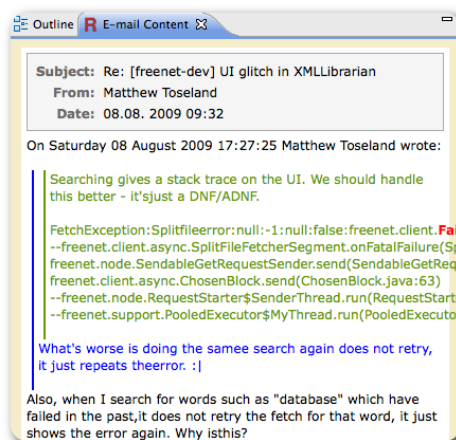 Outline R E-mail Content
Subject: Re: [freenet-dev] UI glitch in XMLLibrarian
From: Matthew Toseland
Date: 08.08. 2009 09:32
On Saturday 08 August 2009 17:27:25 Matthew Toseland wrote:
Searching gives a stack trace on the UI. We should handle
this better - it'sjust a DNF/ADNF.
FetchException:Splitfileerror:null:-1:null:false:freenet.client.Fai
--freenet.client.async.SplitFileFetcherSegment.onFatalFailure(Sp
freenet.node.SendableGetRequestSender.send(SendableGetReq
freenet.client.async.ChosenBlock.send(ChosenBlock.java:63)
--freenet.node.RequestStarter$SenderThread.run(RequestStart
--freenet.support.PooledExecutor$MyThread.run(PooledExecuto
What's worse is doing the samee search again does not retry,
it just repeats theerror. :|
Also, when I search for words such as "database" which have
failed in the past,it does not retry the fetch for that word, it just
shows the error again. Why isthis?